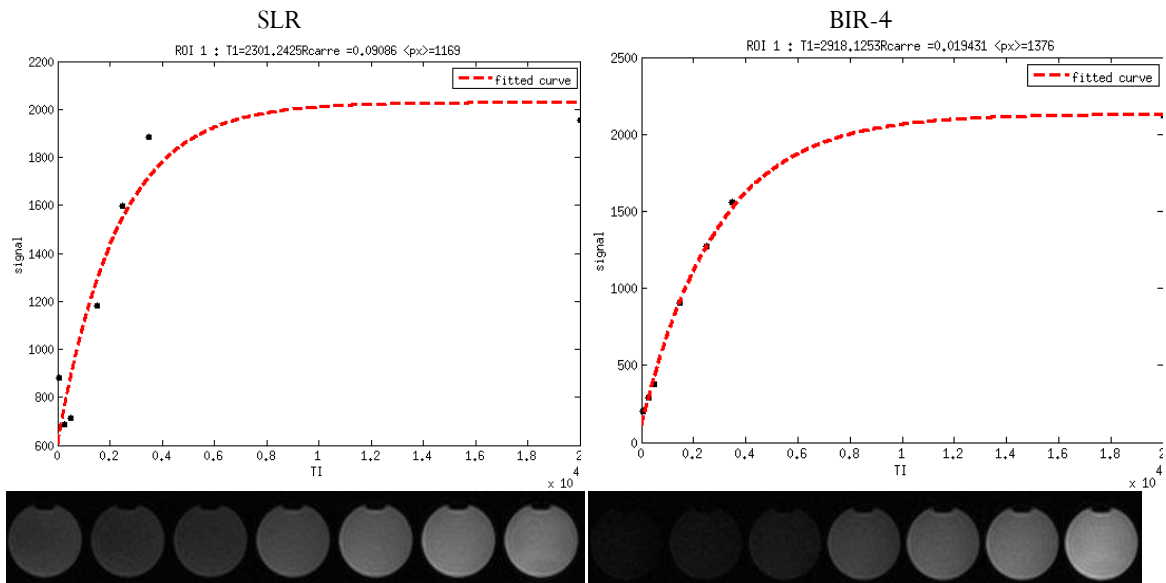 SLR
ROI 1 : T1=2301.2425Rcarre =0.09086 <px>=1169
2200
2000
1800
1600
1400
1200
1000
800
600
signal
fitted curve
0 0.2 0.4 0.6 0.8 1 1.2 1.4 1.6 1.8 2
TI
x 10^4
BIR-4
ROI 1 : T1=2918.1253Rcarre =0.019431 <px>=1376
2500
2000
1500
1000
500
0
signal
fitted curve
0 0.2 0.4 0.6 0.8 1 1.2 1.4 1.6 1.8 2
TI
x 10^4